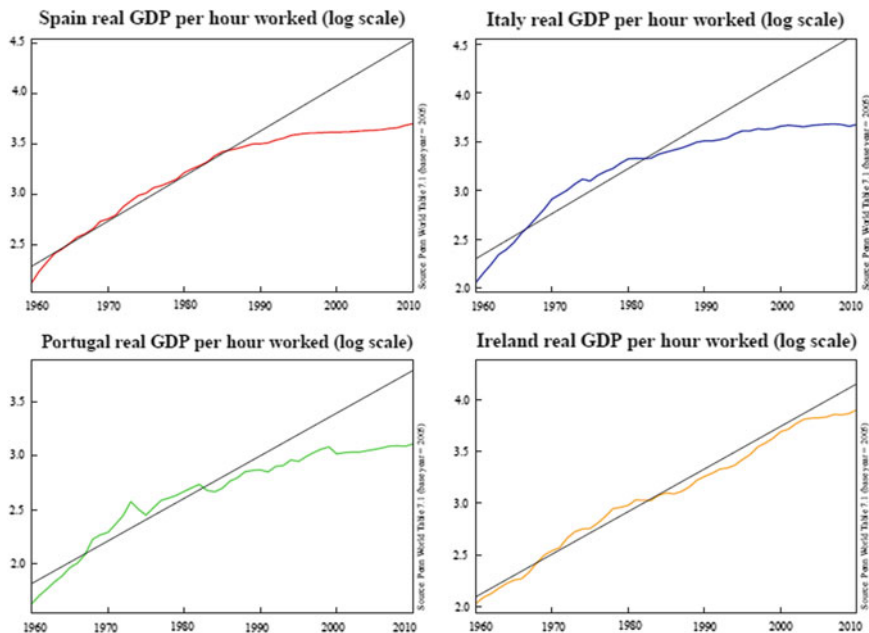 Spain real GDP per hour worked (log scale)
4.5
4.0
3.5
3.0
2.5
1960 1970 1980 1990 2000 2010
Source: Penn World Table 7.1 (base year = 2005)
Italy real GDP per hour worked (log scale)
4.5
4.0
3.5
3.0
2.5
2.0
1960 1970 1980 1990 2000 2010
Source: Penn World Table 7.1 (base year = 2005)
Portugal real GDP per hour worked (log scale)
3.5
3.0
2.5
2.0
1960 1970 1980 1990 2000 2010
Source: Penn World Table 7.1 (base year = 2005)
Ireland real GDP per hour worked (log scale)
4.0
3.5
3.0
2.5
2.0
1960 1970 1980 1990 2000 2010
Source: Penn World Table 7.1 (base year = 2005)